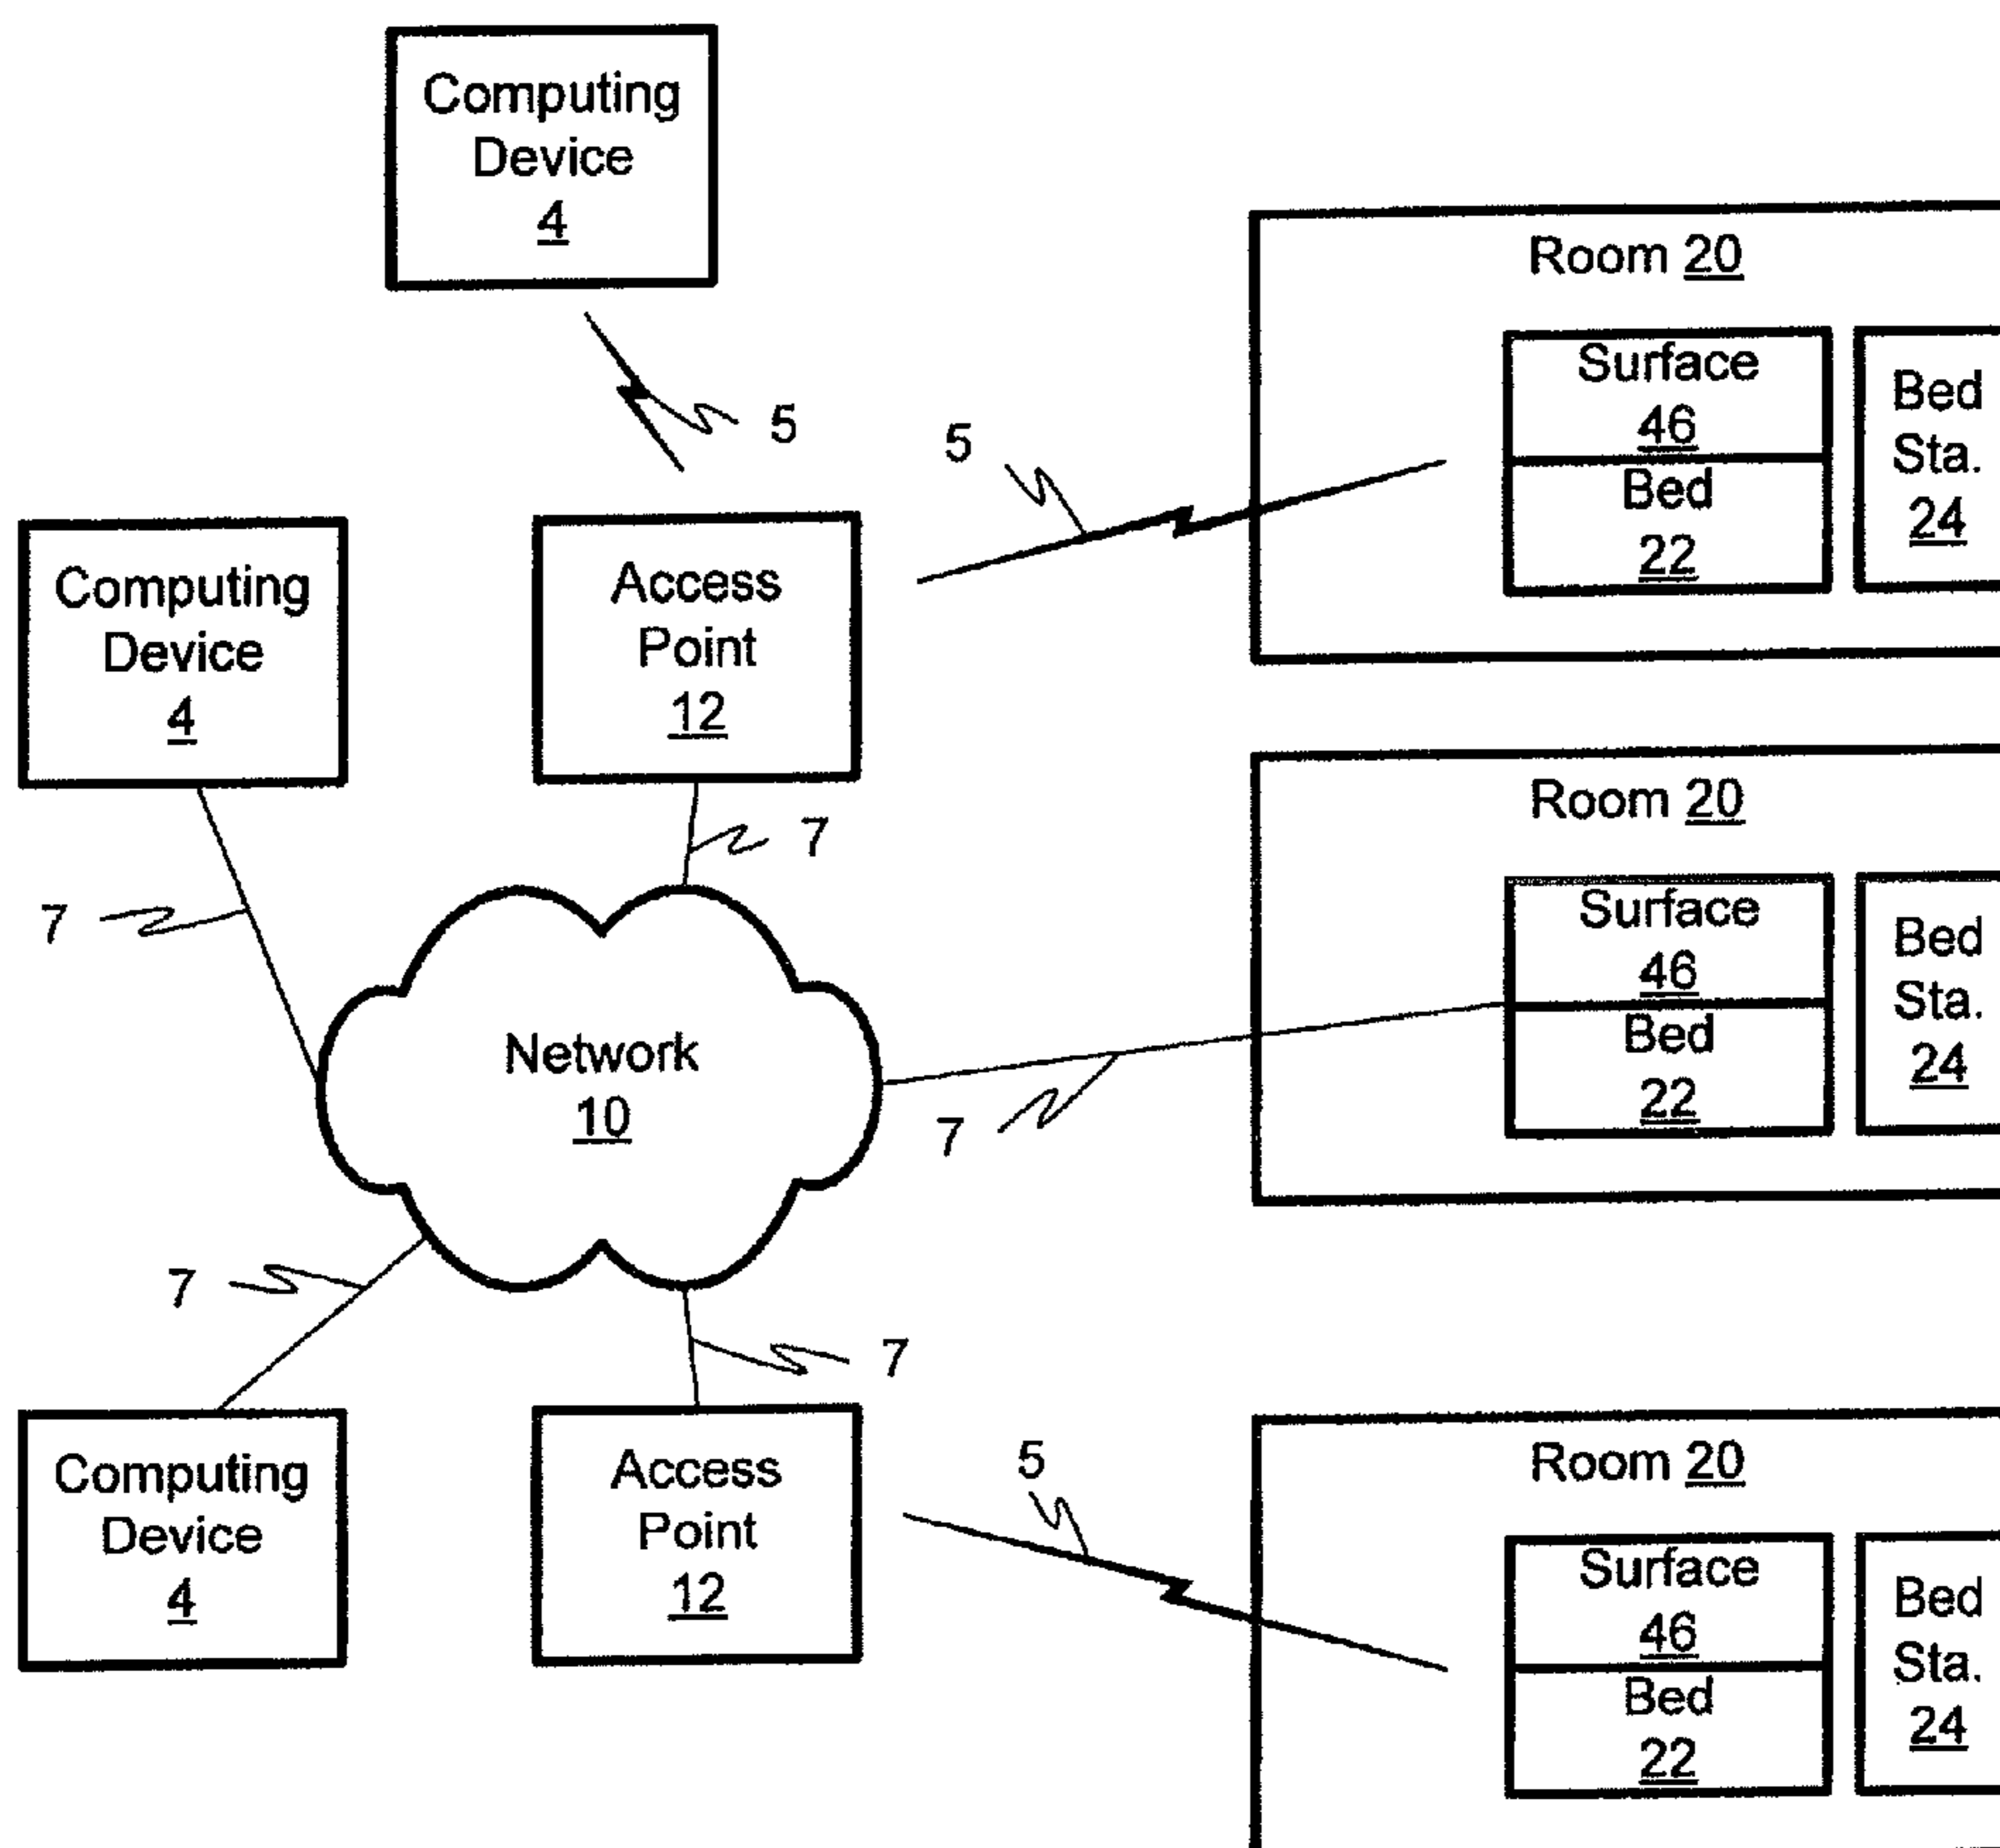 Computing
Device
4
5
5
Room 20
Surface
46
Bed
22
Bed
Sta.
24
Computing
Device
4
Access
Point
12
7
7
Room 20
Surface
46
Bed
22
Bed
Sta.
24
Network
10
7
7
7
Computing
Device
4
Access
Point
12
5
Room 20
Surface
46
Bed
22
Bed
Sta.
24